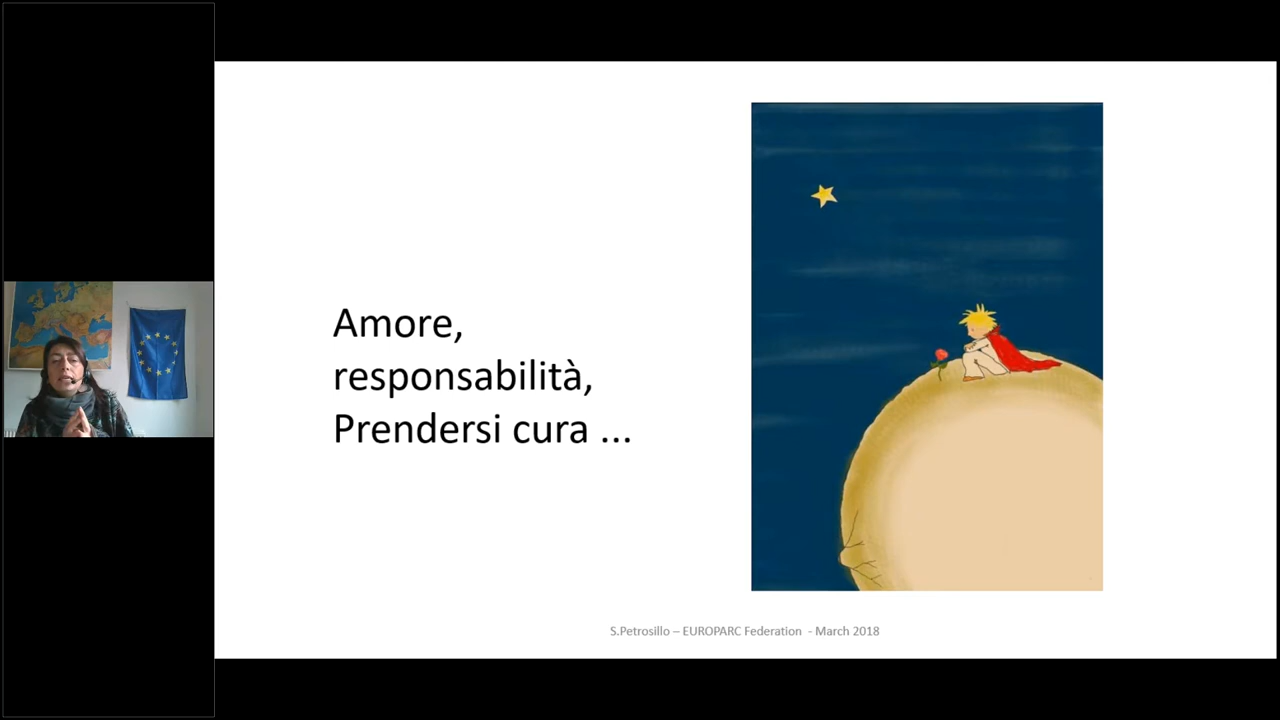 Amore,
responsabilità,
Prendersi cura ...
S.Petrosillo – EUROPARC Federation - March 2018